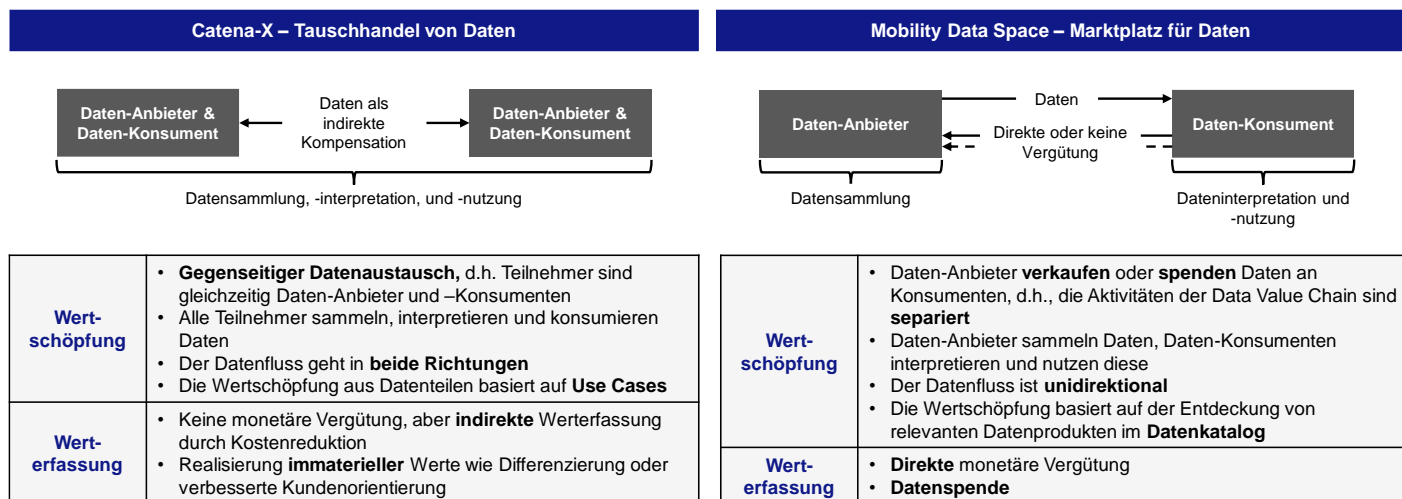 Catena-X – Tauschhandel von Daten
Daten-Anbieter &
Daten-Konsument
Daten als
indirekte
Kompensation
Daten-Anbieter &
Daten-Konsument
Datensammlung, -interpretation, und -nutzung
Wert-
schöpfung
• Gegenseitiger Datenaustausch, d.h. Teilnehmer sind
gleichzeitig Daten-Anbieter und –Konsumenten
• Alle Teilnehmer sammeln, interpretieren und konsumieren
Daten
• Der Datenfluss geht in beide Richtungen
• Die Wertschöpfung aus Datenteilen basiert auf Use Cases
Wert-
erfassung
• Keine monetäre Vergütung, aber indirekte Werterfassung
durch Kostenreduktion
• Realisierung immaterieller Werte wie Differenzierung oder
verbesserte Kundenorientierung
Mobility Data Space – Marktplatz für Daten
Daten-Anbieter
Daten
Direkte oder keine
Vergütung
Daten-Konsument
Datensammlung
Dateninterpretation und
-nutzung
Wert-
schöpfung
• Daten-Anbieter verkaufen oder spenden Daten an
Konsumenten, d.h., die Aktivitäten der Data Value Chain sind
separiert
• Daten-Anbieter sammeln Daten, Daten-Konsumenten
interpretieren und nutzen diese
• Der Datenfluss ist unidirektional
• Die Wertschöpfung basiert auf der Entdeckung von
relevanten Datenprodukten im Datenkatalog
Wert-
erfassung
• Direkte monetäre Vergütung
• Datenspende